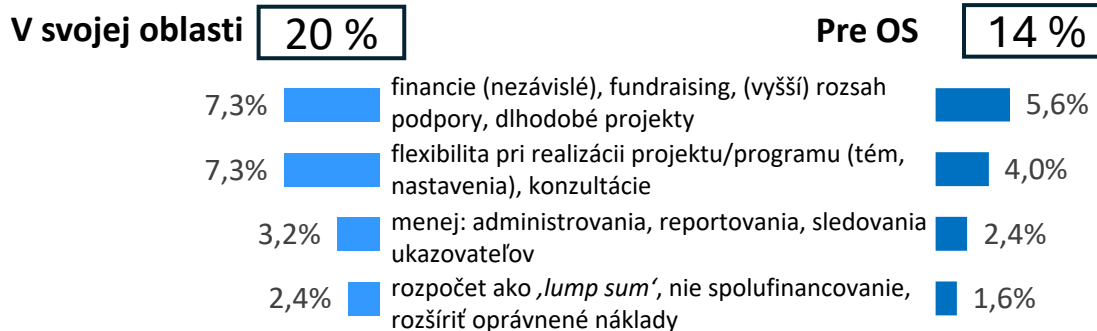 V svojej oblasti 20 % Pre OS 14 %
7,3% financie (nezávislé), fundraising, (vyšší) rozsah podpory, dlhodobé projekty 5,6%
7,3% flexibilita pri realizácii projektu/programu (tém, nastavenia), konzultácie 4,0%
3,2% menej: administrovania, reportovania, sledovania ukazovateľov 2,4%
2,4% rozpočet ako ‚lump sum‘, nie spolufinancovanie, rozšíriť oprávnené náklady 1,6%